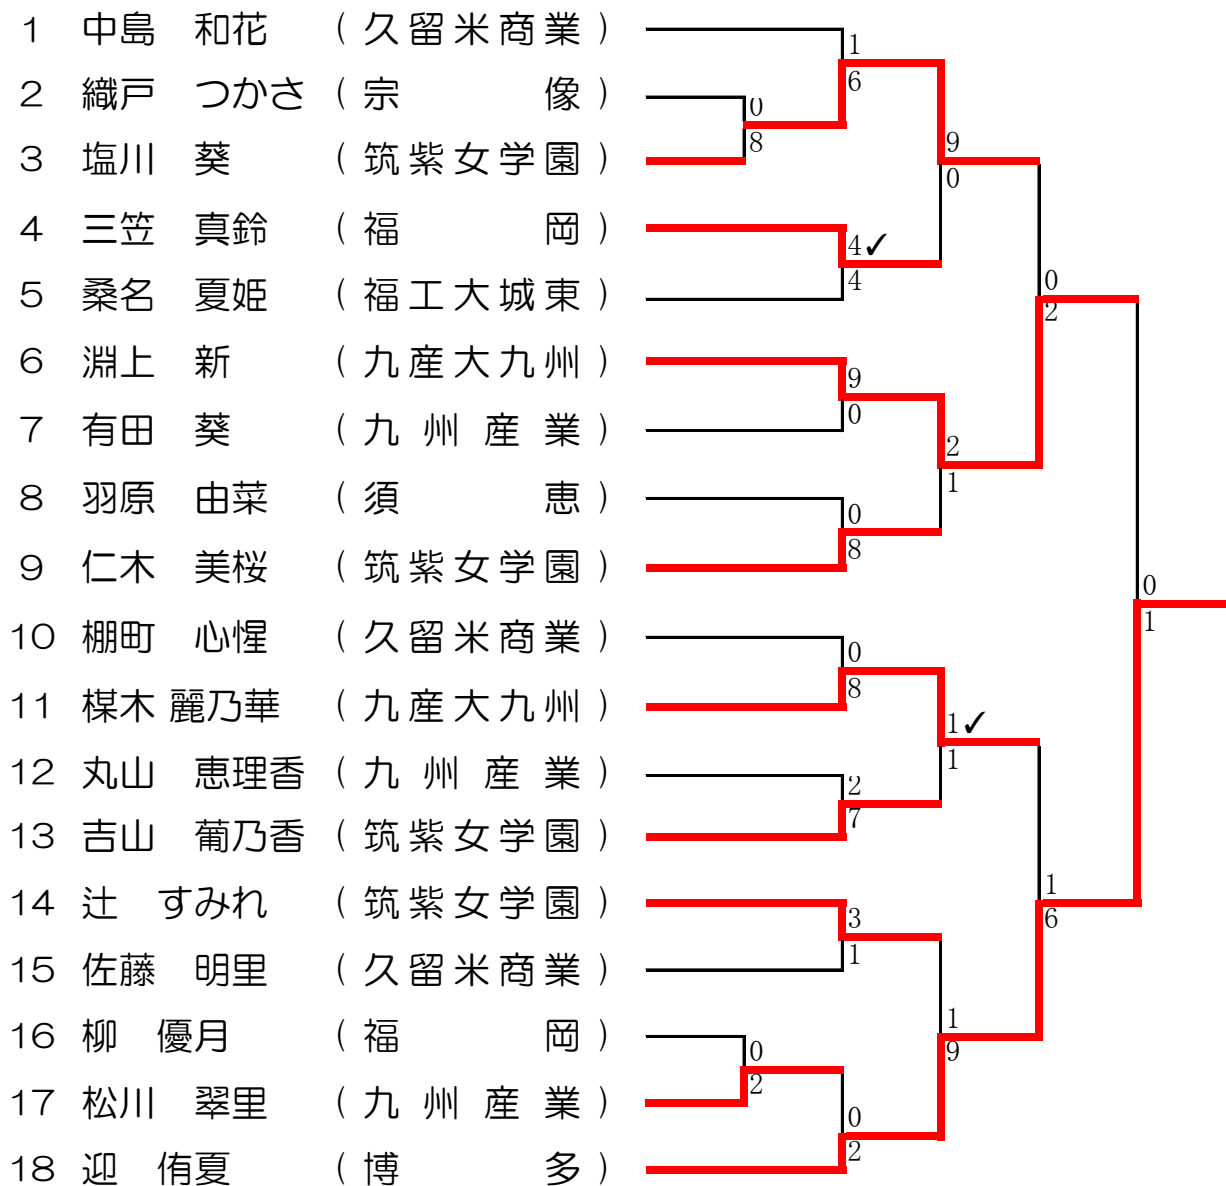 1 中島 和花 (久留米商業)
1
6
2 織戸 つかさ (宗 像)
0
8
3 塩川 葵 (筑紫女学園)
9
0
4 三笠 真鈴 (福 岡)
4✓
4
5 桑名 夏姫 (福工大城東)
0
2
6 淵上 新 (九産大九州)
9
0
7 有田 葵 (九州産業)
2
1
8 羽原 由菜 (須 恵)
0
8
9 仁木 美桜 (筑紫女学園)
0
1
10 棚町 心惺 (久留米商業)
0
8
11 楳木 麗乃華 (九産大九州)
1✓
1
12 丸山 恵理香 (九州産業)
2
7
13 吉山 葡乃香 (筑紫女学園)
14 辻 すみれ (筑紫女学園)
1
6
3
1
15 佐藤 明里 (久留米商業)
1
9
16 柳 優月 (福 岡)
0
2
17 松川 翠里 (九州産業)
0
2
18 迎 侑夏 (博 多)